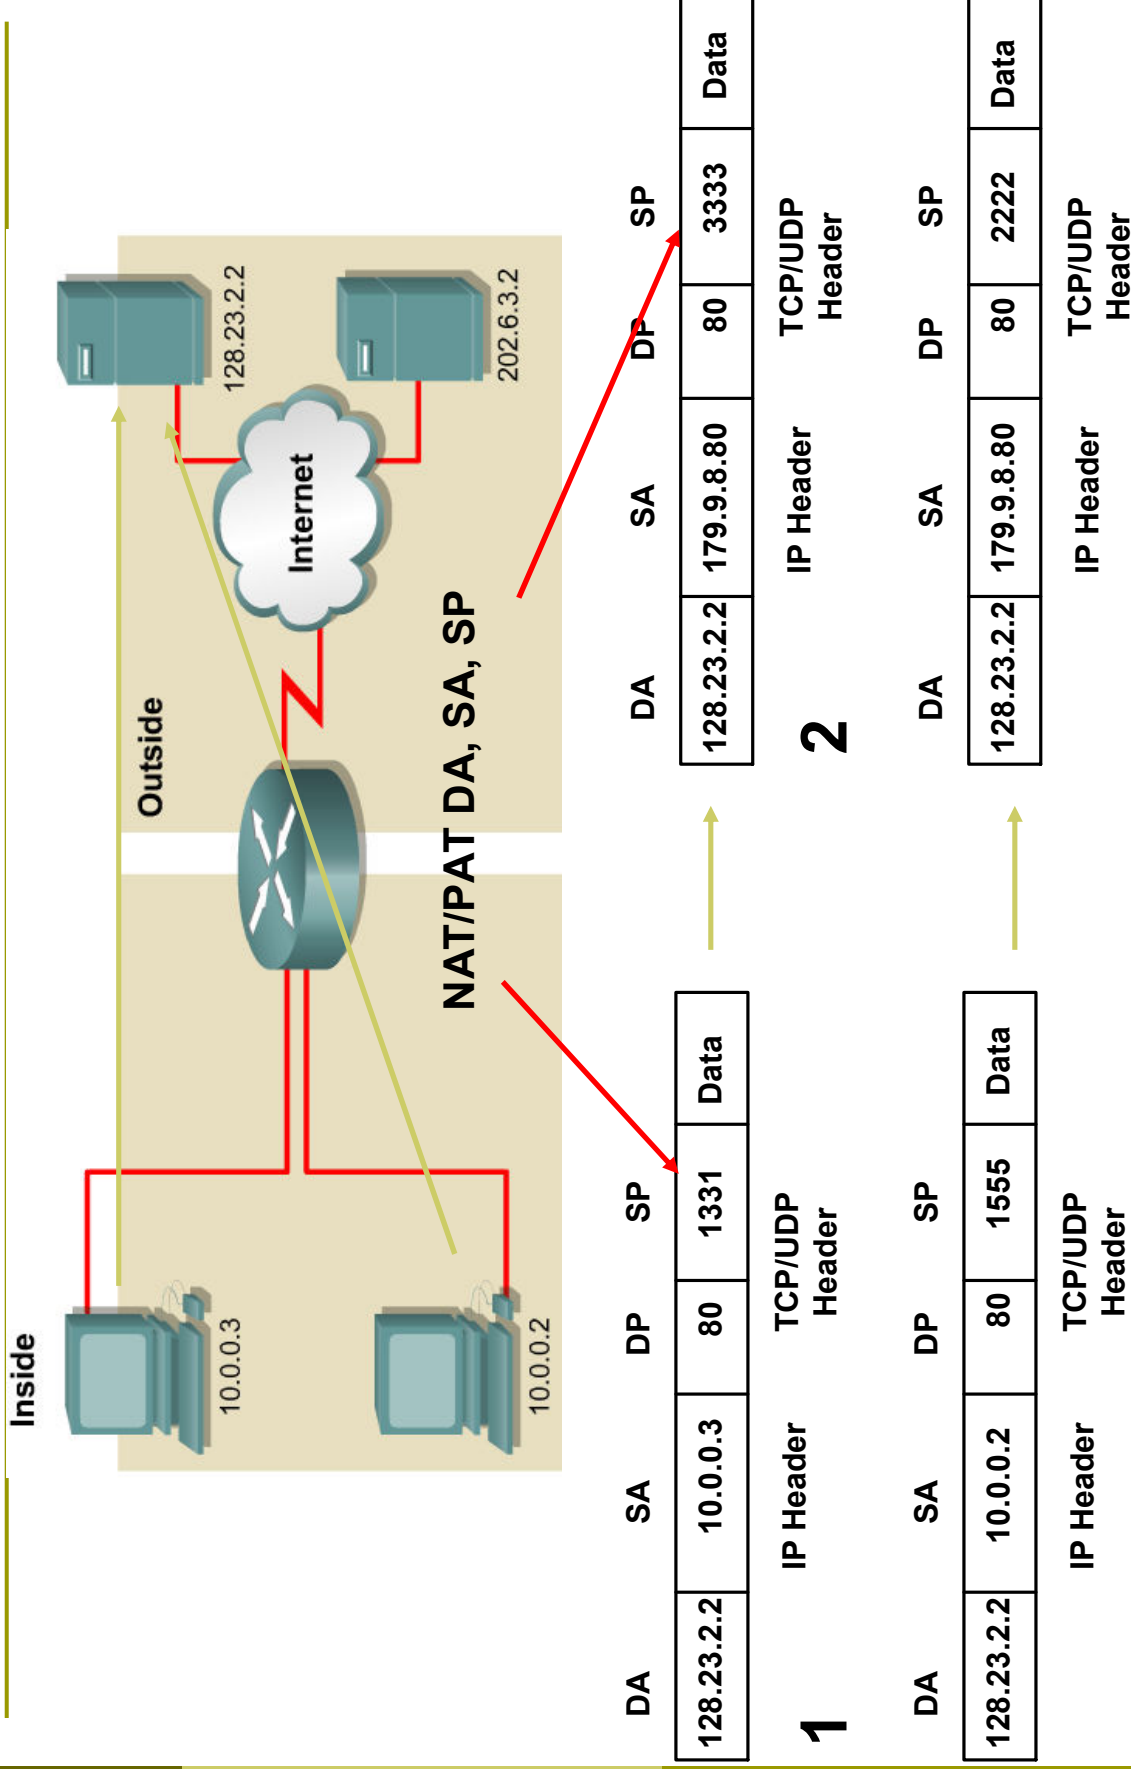 Inside
Outside
10.0.0.3
128.23.2.2
Internet
10.0.0.2
202.6.3.2
NAT/PAT DA, SA, SP
DA SA DP SP
128.23.2.2 10.0.0.3 80 1331 Data
IP Header TCP/UDP
Header
1
DA SA DP SP
128.23.2.2 179.9.8.80 80 3333 Data
IP Header TCP/UDP
Header
2
DA SA DP SP
128.23.2.2 10.0.0.2 80 1555 Data
IP Header TCP/UDP
Header
DA SA DP SP
128.23.2.2 179.9.8.80 80 2222 Data
IP Header TCP/UDP
Header